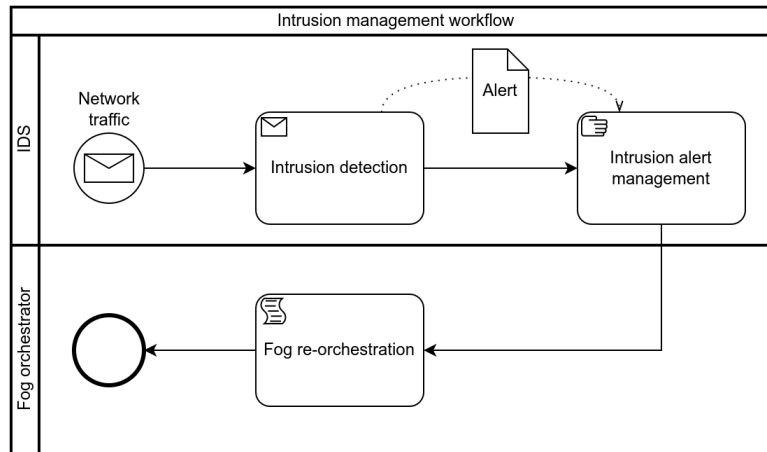 Intrusion management workflow
IDS
Network
traffic
Alert
Intrusion detection
Intrusion alert
management
Fog orchestrator
Fog re-orchestration